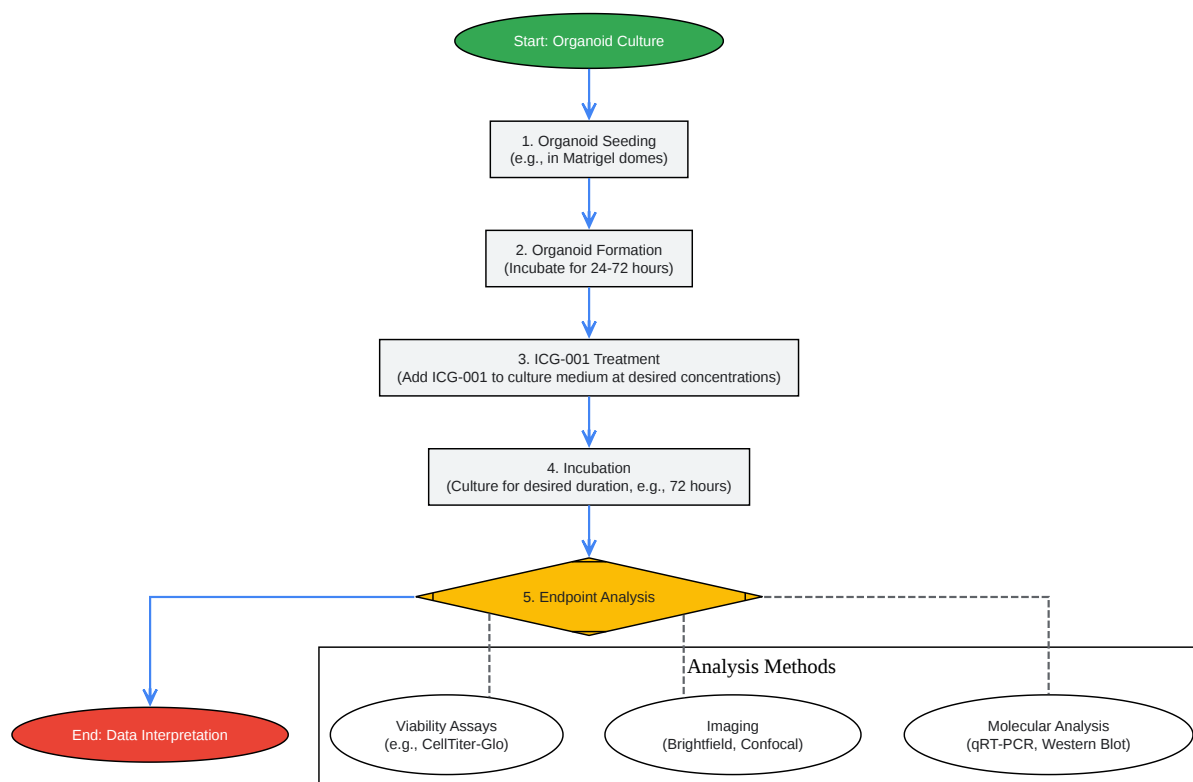 Start: Organoid Culture
1. Organoid Seeding
(e.g., in Matrigel domes)
2. Organoid Formation
(Incubate for 24-72 hours)
3. ICG-001 Treatment
(Add ICG-001 to culture medium at desired concentrations)
4. Incubation
(Culture for desired duration, e.g., 72 hours)
5. Endpoint Analysis
Analysis Methods
End: Data Interpretation
Viability Assays
(e.g., CellTiter-Glo)
Imaging
(Brightfield, Confocal)
Molecular Analysis
(qRT-PCR, Western Blot)